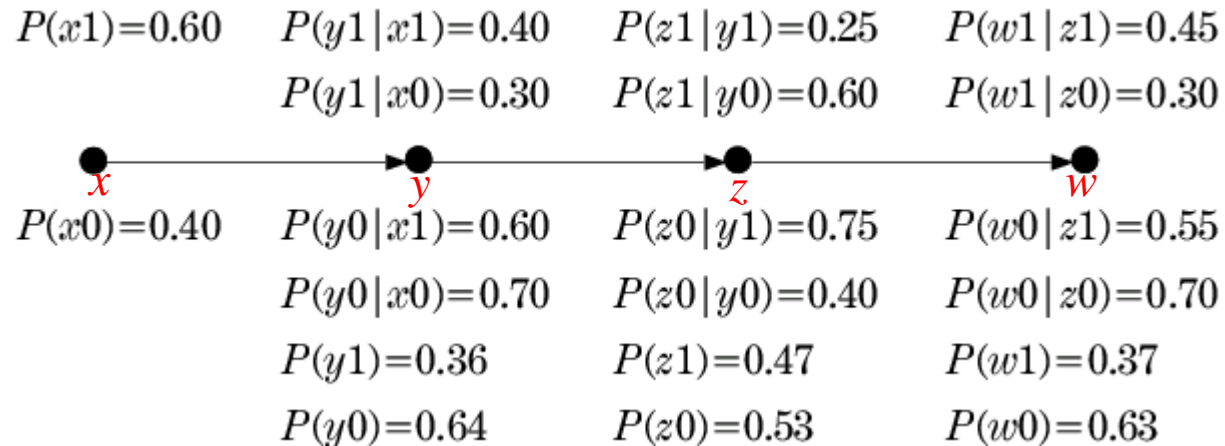 P(x1)=0.60 P(y1|x1)=0.40 P(z1|y1)=0.25 P(w1|z1)=0.45
P(y1|x0)=0.30 P(z1|y0)=0.60 P(w1|z0)=0.30
x y z w
P(x0)=0.40 P(y0|x1)=0.60 P(z0|y1)=0.75 P(w0|z1)=0.55
P(y0|x0)=0.70 P(z0|y0)=0.40 P(w0|z0)=0.70
P(y1)=0.36 P(z1)=0.47 P(w1)=0.37
P(y0)=0.64 P(z0)=0.53 P(w0)=0.63